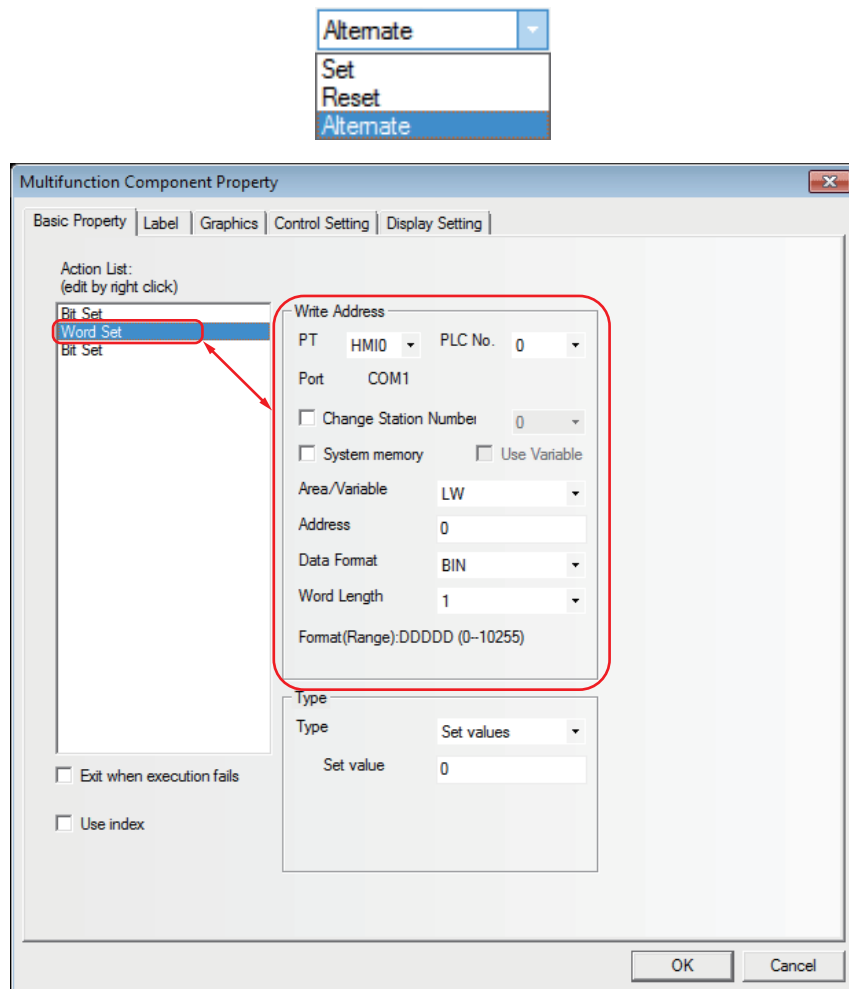 Alternate
Set
Reset
Alternate
Multifunction Component Property
Basic Property Label Graphics Control Setting Display Setting
Action List:
(edit by right click)
Bit Set
Word Set
Bit Set
Write Address
PT HMI0 PLC No. 0
Port COM1
Change Station Number 0
System memory Use Variable
Area/Variable LW
Address 0
Data Format BIN
Word Length 1
Format(Range):DDDDD (0--10255)
Type
Type Set values
Set value 0
Exit when execution fails
Use index
OK Cancel